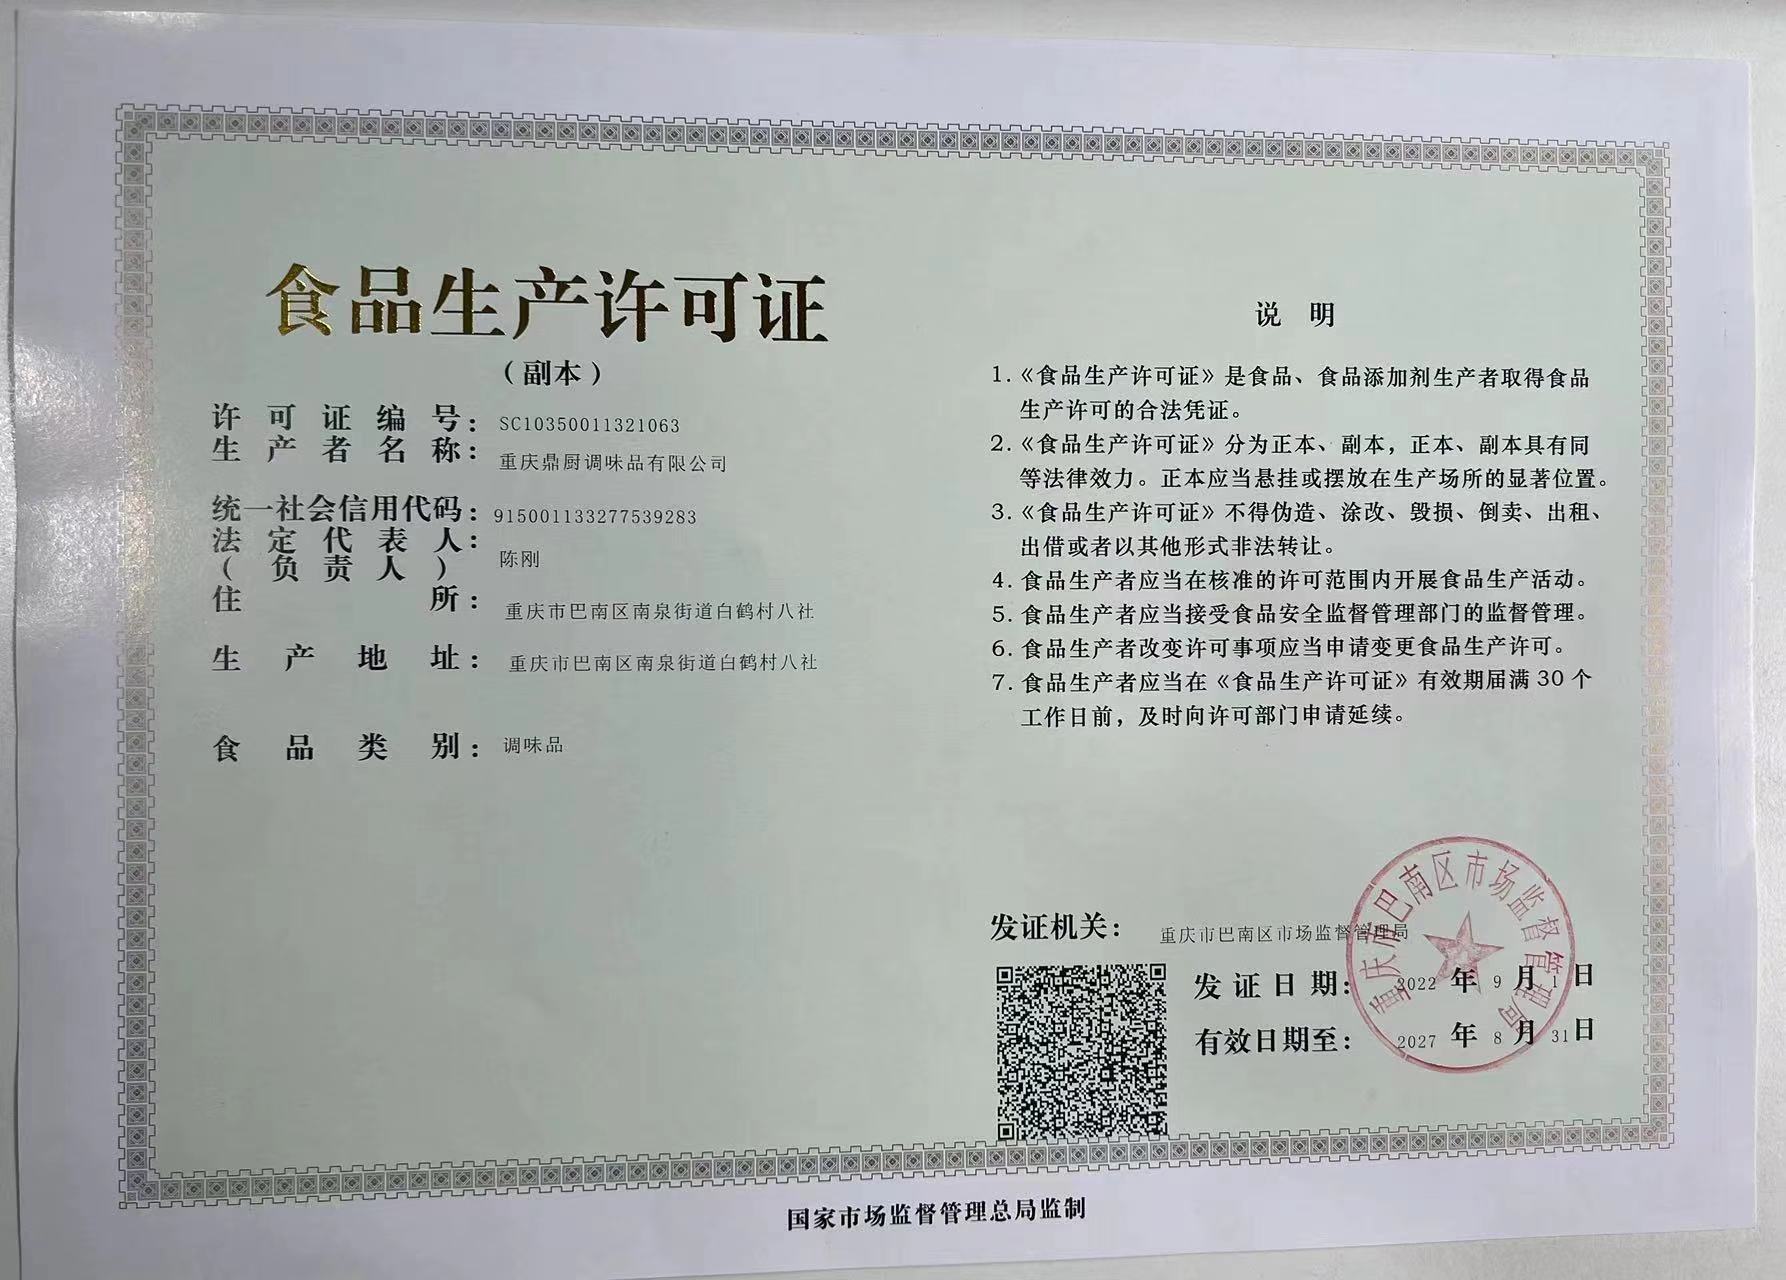 食品生产许可证
（副本）
许可证编号：SC10350011321063
生产者名称：重庆鼎厨调味品有限公司
统一社会信用代码：915001133277539283
法定代表人：
（负责人） 陈刚
住所：重庆市巴南区南泉街道白鹤村八社
生产地址：重庆市巴南区南泉街道白鹤村八社
食品类别：调味品
说明
1.《食品生产许可证》是食品、食品添加剂生产者取得食品
生产许可的合法凭证。
2.《食品生产许可证》分为正本、副本，正本、副本具有同
等法律效力。正本应当悬挂或摆放在生产场所的显著位置。
3.《食品生产许可证》不得伪造、涂改、毁损、倒卖、出租、
出借或者以其他形式非法转让。
4.食品生产者应当在核准的许可范围内开展食品生产活动。
5.食品生产者应当接受食品安全监督管理部门的监督管理。
6.食品生产者改变许可事项应当申请变更食品生产许可。
7.食品生产者应当在《食品生产许可证》有效期届满30个
工作日前，及时向许可部门申请延续。
发证机关：重庆市巴南区市场监督管理局
发证日期：2022年9月1日
有效日期至：2027年8月31日
重庆市巴南区市场监督管理局
国家市场监督管理总局监制